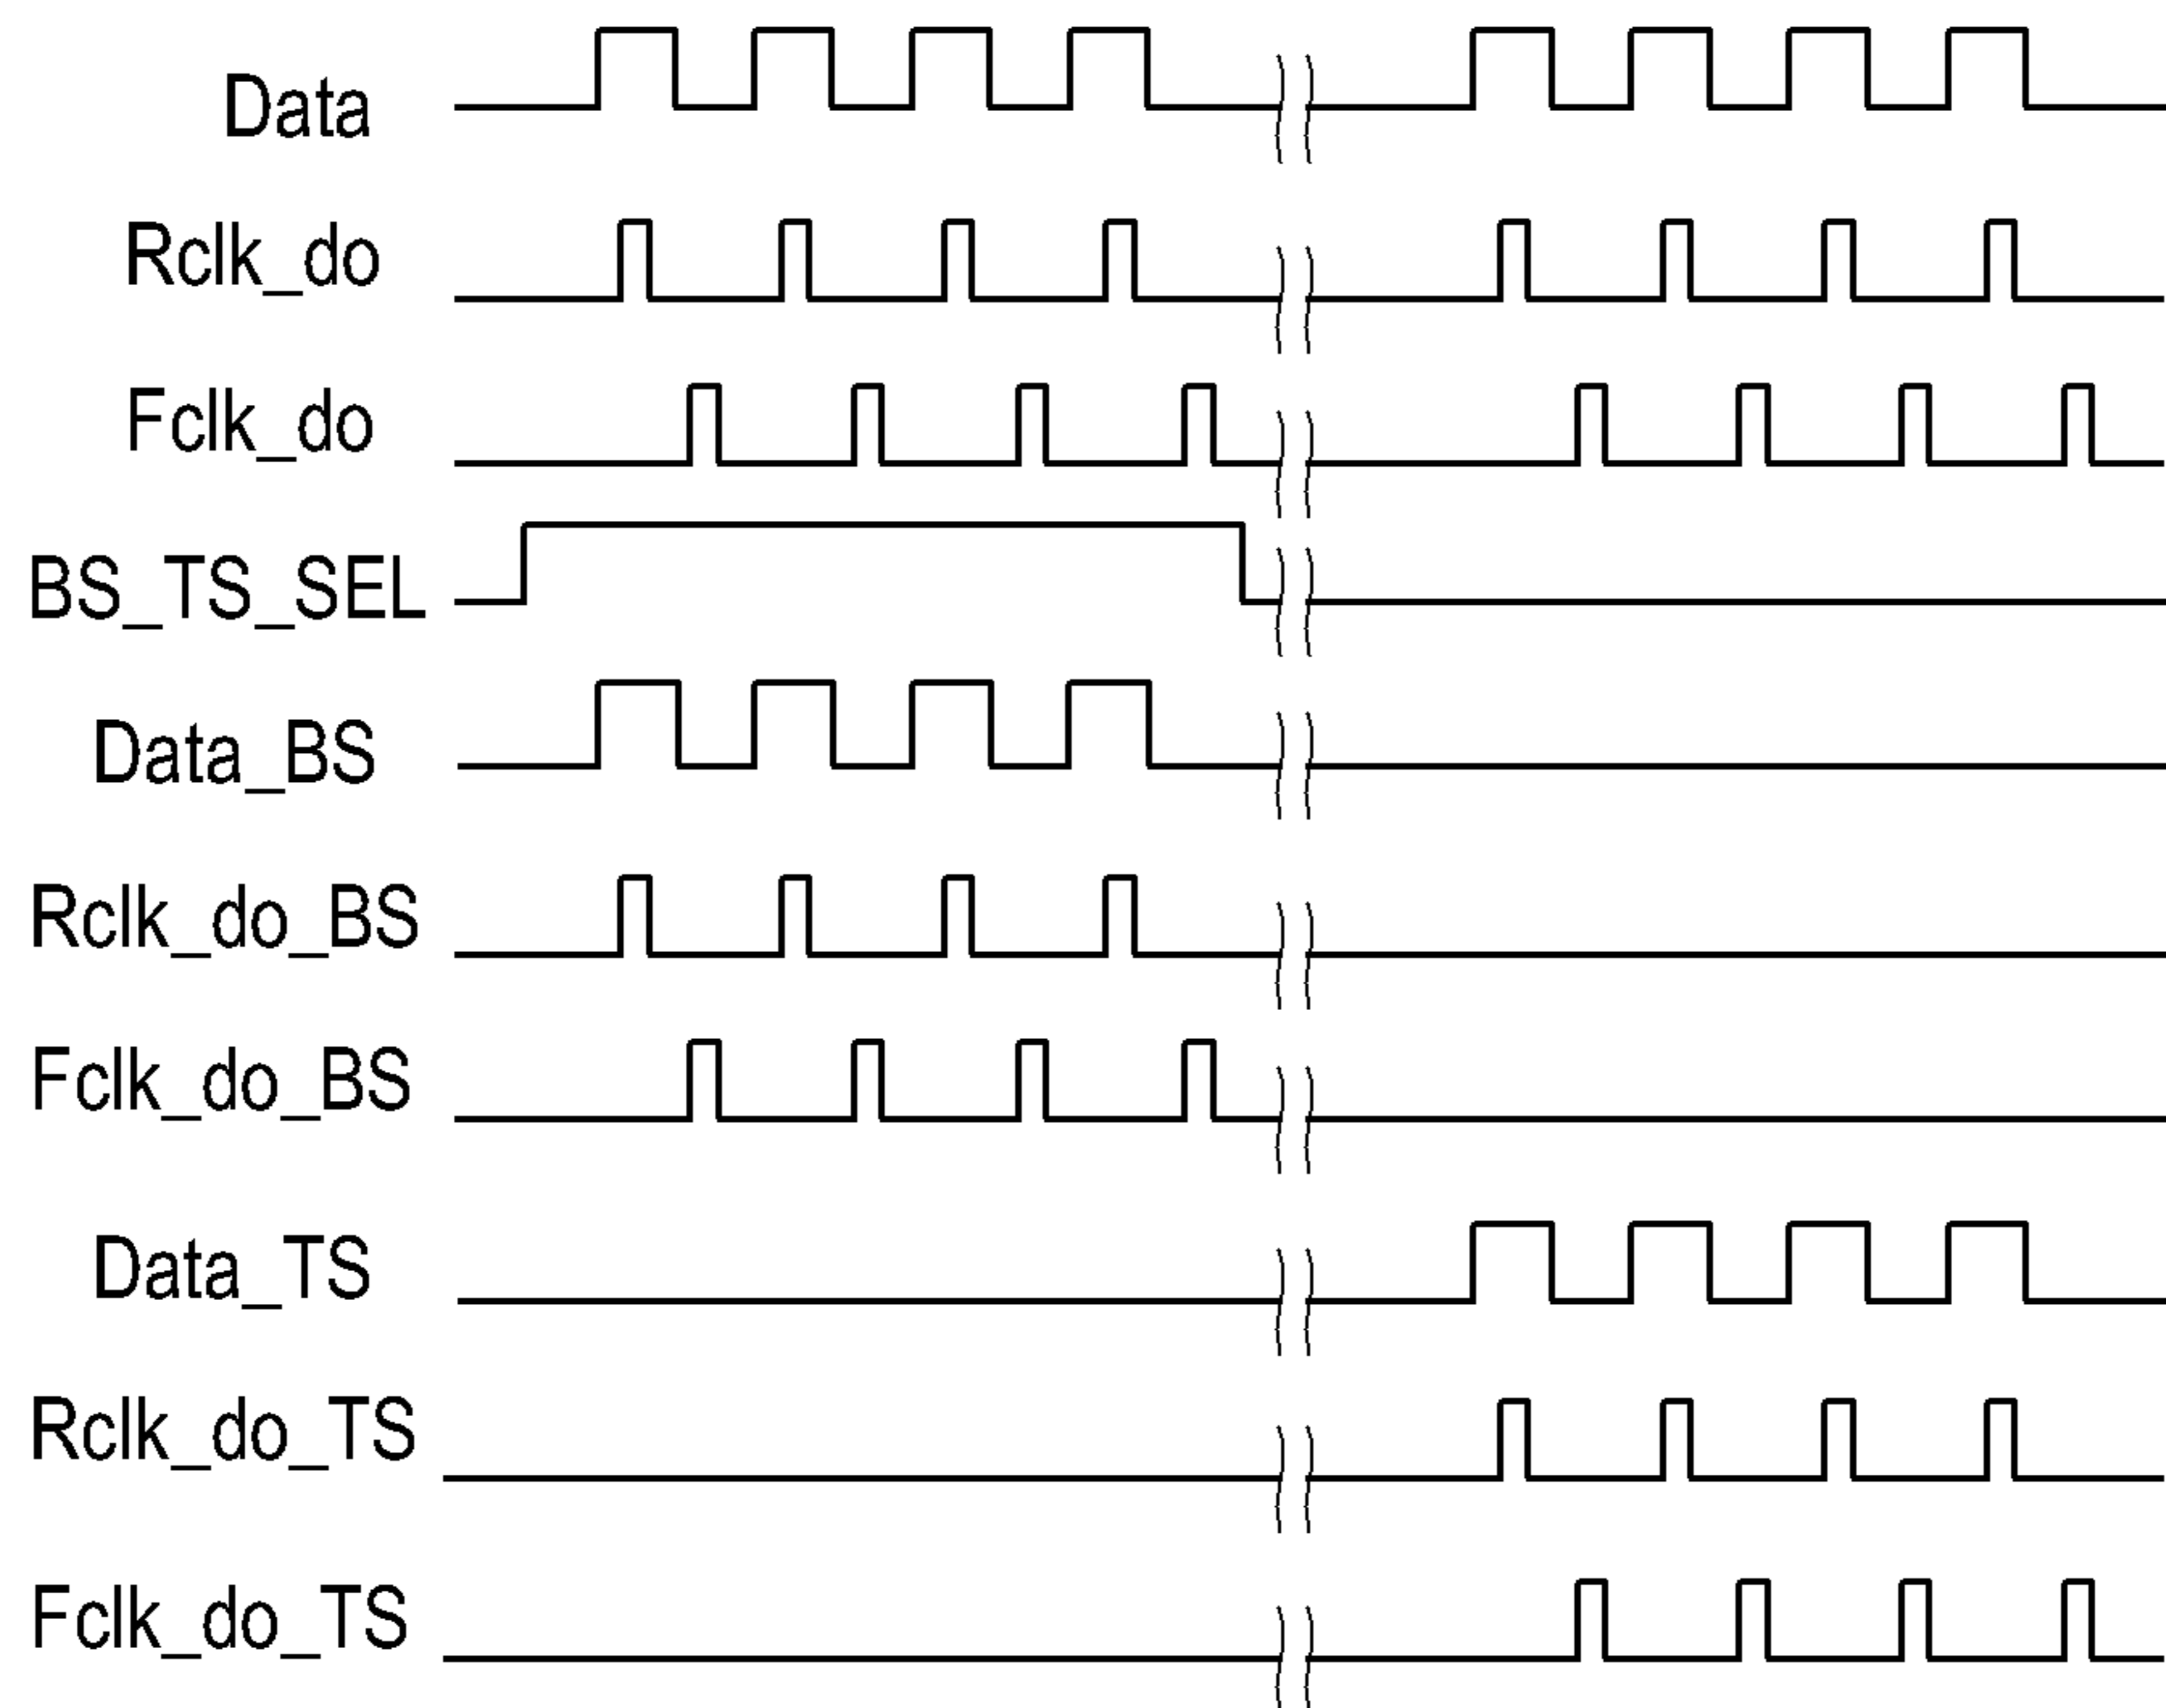 Data
Rclk_do
Fclk_do
BS_TS_SEL
Data_BS
Rclk_do_BS
Fclk_do_BS
Data_TS
Rclk_do_TS
Fclk_do_TS